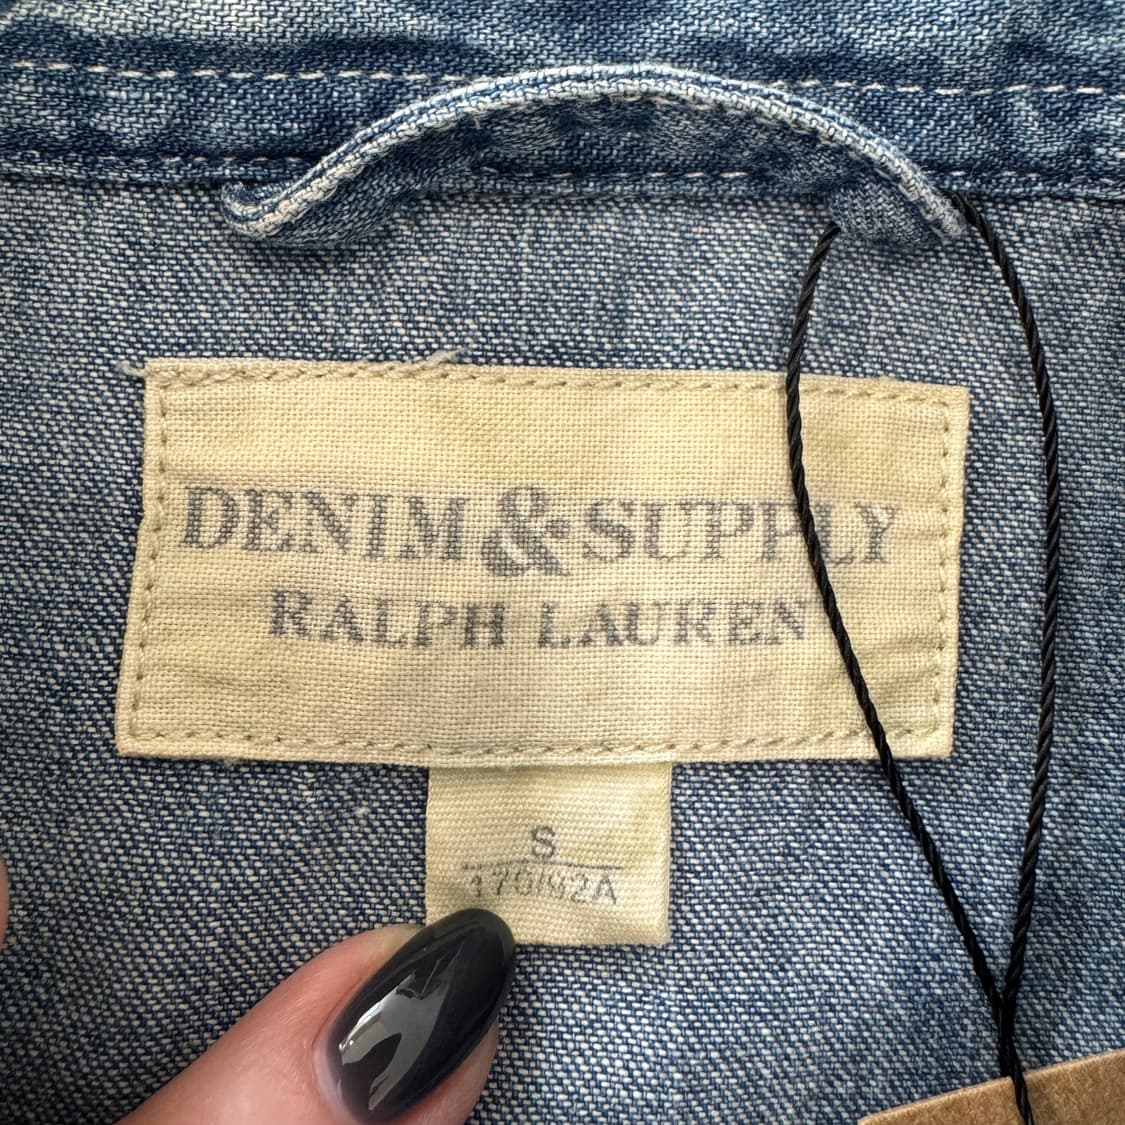 DENIM & SUPPLY
RALPH LAUREN
S
170/92A